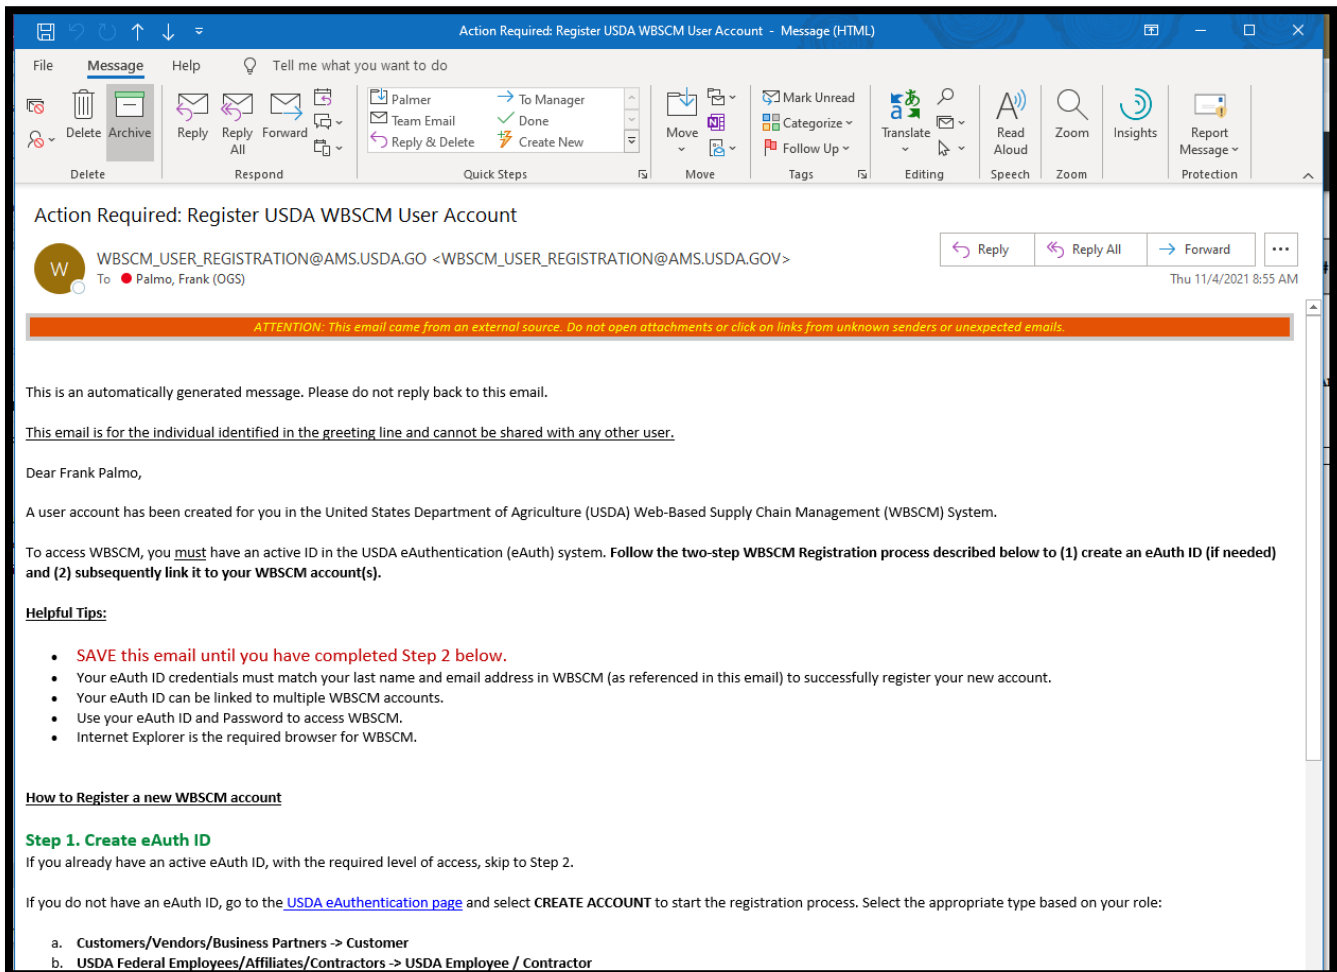 Action Required: Register USDA WBSCM User Account - Message (HTML)
File Message Help Tell me what you want to do
Delete Archive
Reply Reply All Forward
Palmer To Manager
Team Email Done
Reply & Delete Create New
Move
Mark Unread
Categorize
Follow Up
Translate
Read Aloud
Zoom
Insights
Report Message
Delete Respond Quick Steps Move Tags Editing Speech Zoom Protection
Action Required: Register USDA WBSCM User Account
W
WBSCM_USER_REGISTRATION@AMS.USDA.GO <WBSCM_USER_REGISTRATION@AMS.USDA.GOV>
To Palmo, Frank (OGS)
Reply Reply All Forward ...
Thu 11/4/2021 8:55 AM
ATTENTION: This email came from an external source. Do not open attachments or click on links from unknown senders or unexpected emails.
This is an automatically generated message. Please do not reply back to this email.
This email is for the individual identified in the greeting line and cannot be shared with any other user.
Dear Frank Palmo,
A user account has been created for you in the United States Department of Agriculture (USDA) Web-Based Supply Chain Management (WBSCM) System.
To access WBSCM, you must have an active ID in the USDA eAuthentication (eAuth) system. Follow the two-step WBSCM Registration process described below to (1) create an eAuth ID (if needed)
and (2) subsequently link it to your WBSCM account(s).
Helpful Tips:
• SAVE this email until you have completed Step 2 below.
• Your eAuth ID credentials must match your last name and email address in WBSCM (as referenced in this email) to successfully register your new account.
• Your eAuth ID can be linked to multiple WBSCM accounts.
• Use your eAuth ID and Password to access WBSCM.
• Internet Explorer is the required browser for WBSCM.
How to Register a new WBSCM account
Step 1. Create eAuth ID
If you already have an active eAuth ID, with the required level of access, skip to Step 2.
If you do not have an eAuth ID, go to the USDA eAuthentication page and select CREATE ACCOUNT to start the registration process. Select the appropriate type based on your role:
a. Customers/Vendors/Business Partners -> Customer
b. USDA Federal Employees/Affiliates/Contractors -> USDA Employee / Contractor